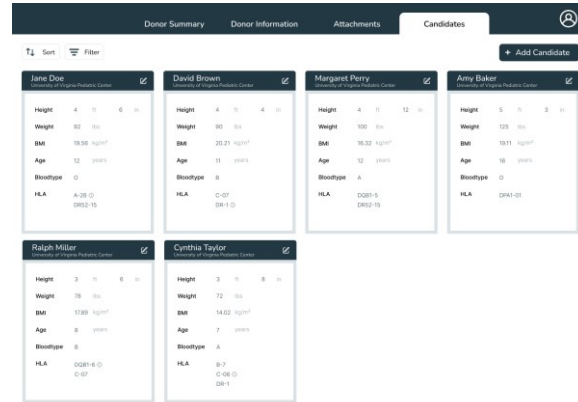 Donor Summary Donor Information Attachments Candidates
Sort Filter + Add Candidate
Jane Doe
University of Virginia Pediatric Center
Height 4 ft 6 in
Weight 82 lbs
BMI 19.56 kg/m²
Age 12 years
Bloodtype O
HLA A-26
DR52-15
David Brown
University of Virginia Pediatric Center
Height 4 ft 4 in
Weight 90 lbs
BMI 20.21 kg/m²
Age 11 years
Bloodtype B
HLA C-07
DR-1
Margaret Perry
University of Virginia Pediatric Center
Height 4 ft 12 in
Weight 100 lbs
BMI 16.32 kg/m²
Age 12 years
Bloodtype A
HLA DQB1-5
DR52-15
Amy Baker
University of Virginia Pediatric Center
Height 5 ft 3 in
Weight 125 lbs
BMI 19.11 kg/m²
Age 16 years
Bloodtype O
HLA DPA1-01
Ralph Miller
University of Virginia Pediatric Center
Height 3 ft 6 in
Weight 78 lbs
BMI 17.89 kg/m²
Age 8 years
Bloodtype B
HLA DQB1-6
C-07
Cynthia Taylor
University of Virginia Pediatric Center
Height 3 ft 8 in
Weight 72 lbs
BMI 14.02 kg/m²
Age 7 years
Bloodtype A
HLA B-7
C-06
DR-1